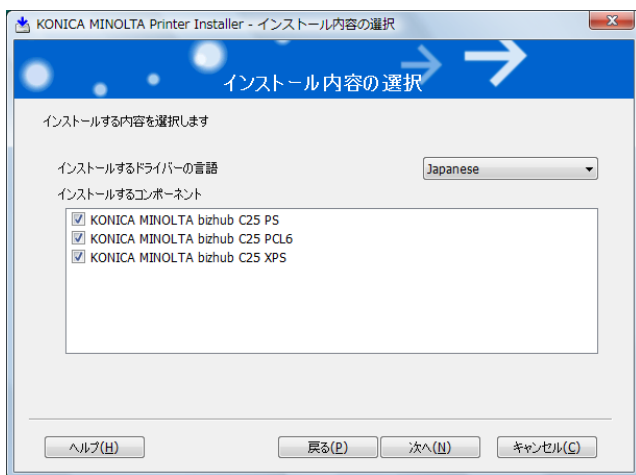 KONICA MINOLTA Printer Installer - インストール内容の選択
インストール内容の選択
インストールする内容を選択します
インストールするドライバーの言語
Japanese
インストールするコンポーネント
KONICA MINOLTA bizhub C25 PS
KONICA MINOLTA bizhub C25 PCL6
KONICA MINOLTA bizhub C25 XPS
ヘルプ(H)
戻る(P)
次へ(N)
キャンセル(C)